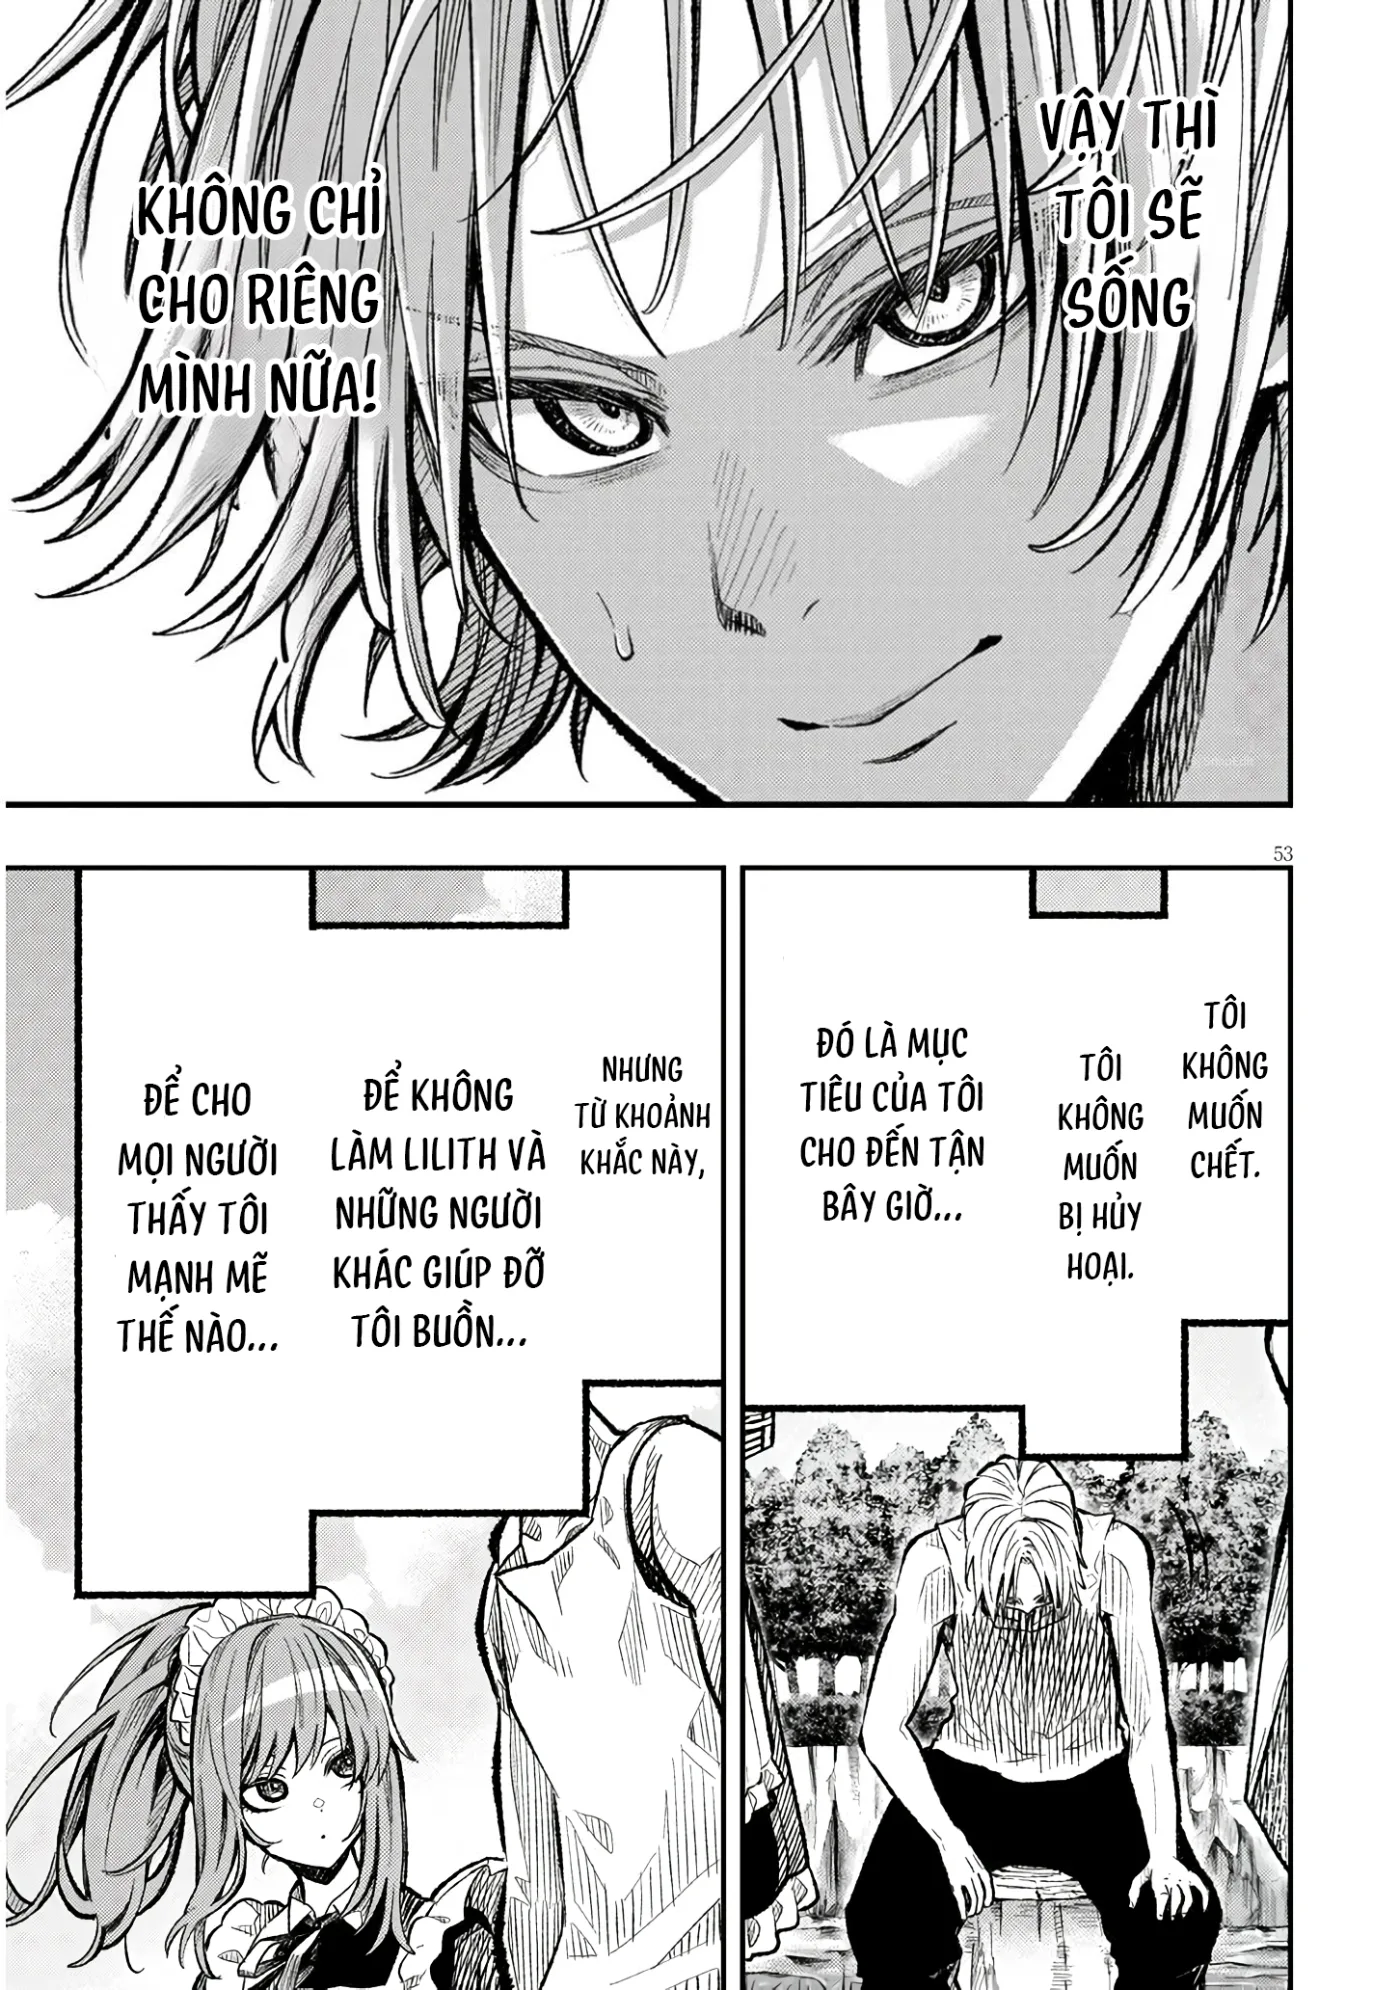 VẬY THÌ
TÔI SẼ
SỐNG
KHÔNG CHỈ
CHO RIÊNG
MÌNH NỮA!
53
TÔI
KHÔNG
MUỐN
CHẾT.
TÔI
KHÔNG
MUỐN
BỊ HỦY
HOẠI.
ĐÓ LÀ MỤC
TIÊU CỦA TÔI
CHO ĐẾN TẬN
BÂY GIỜ...
NHƯNG
TỪ KHOẢNH
KHẮC NÀY,
ĐỂ KHÔNG
LÀM LILITH VÀ
NHỮNG NGƯỜI
KHÁC GIÚP ĐỠ
TÔI BUỒN...
ĐỂ CHO
MỌI NGƯỜI
THẤY TÔI
MẠNH MẼ
THẾ NÀO...